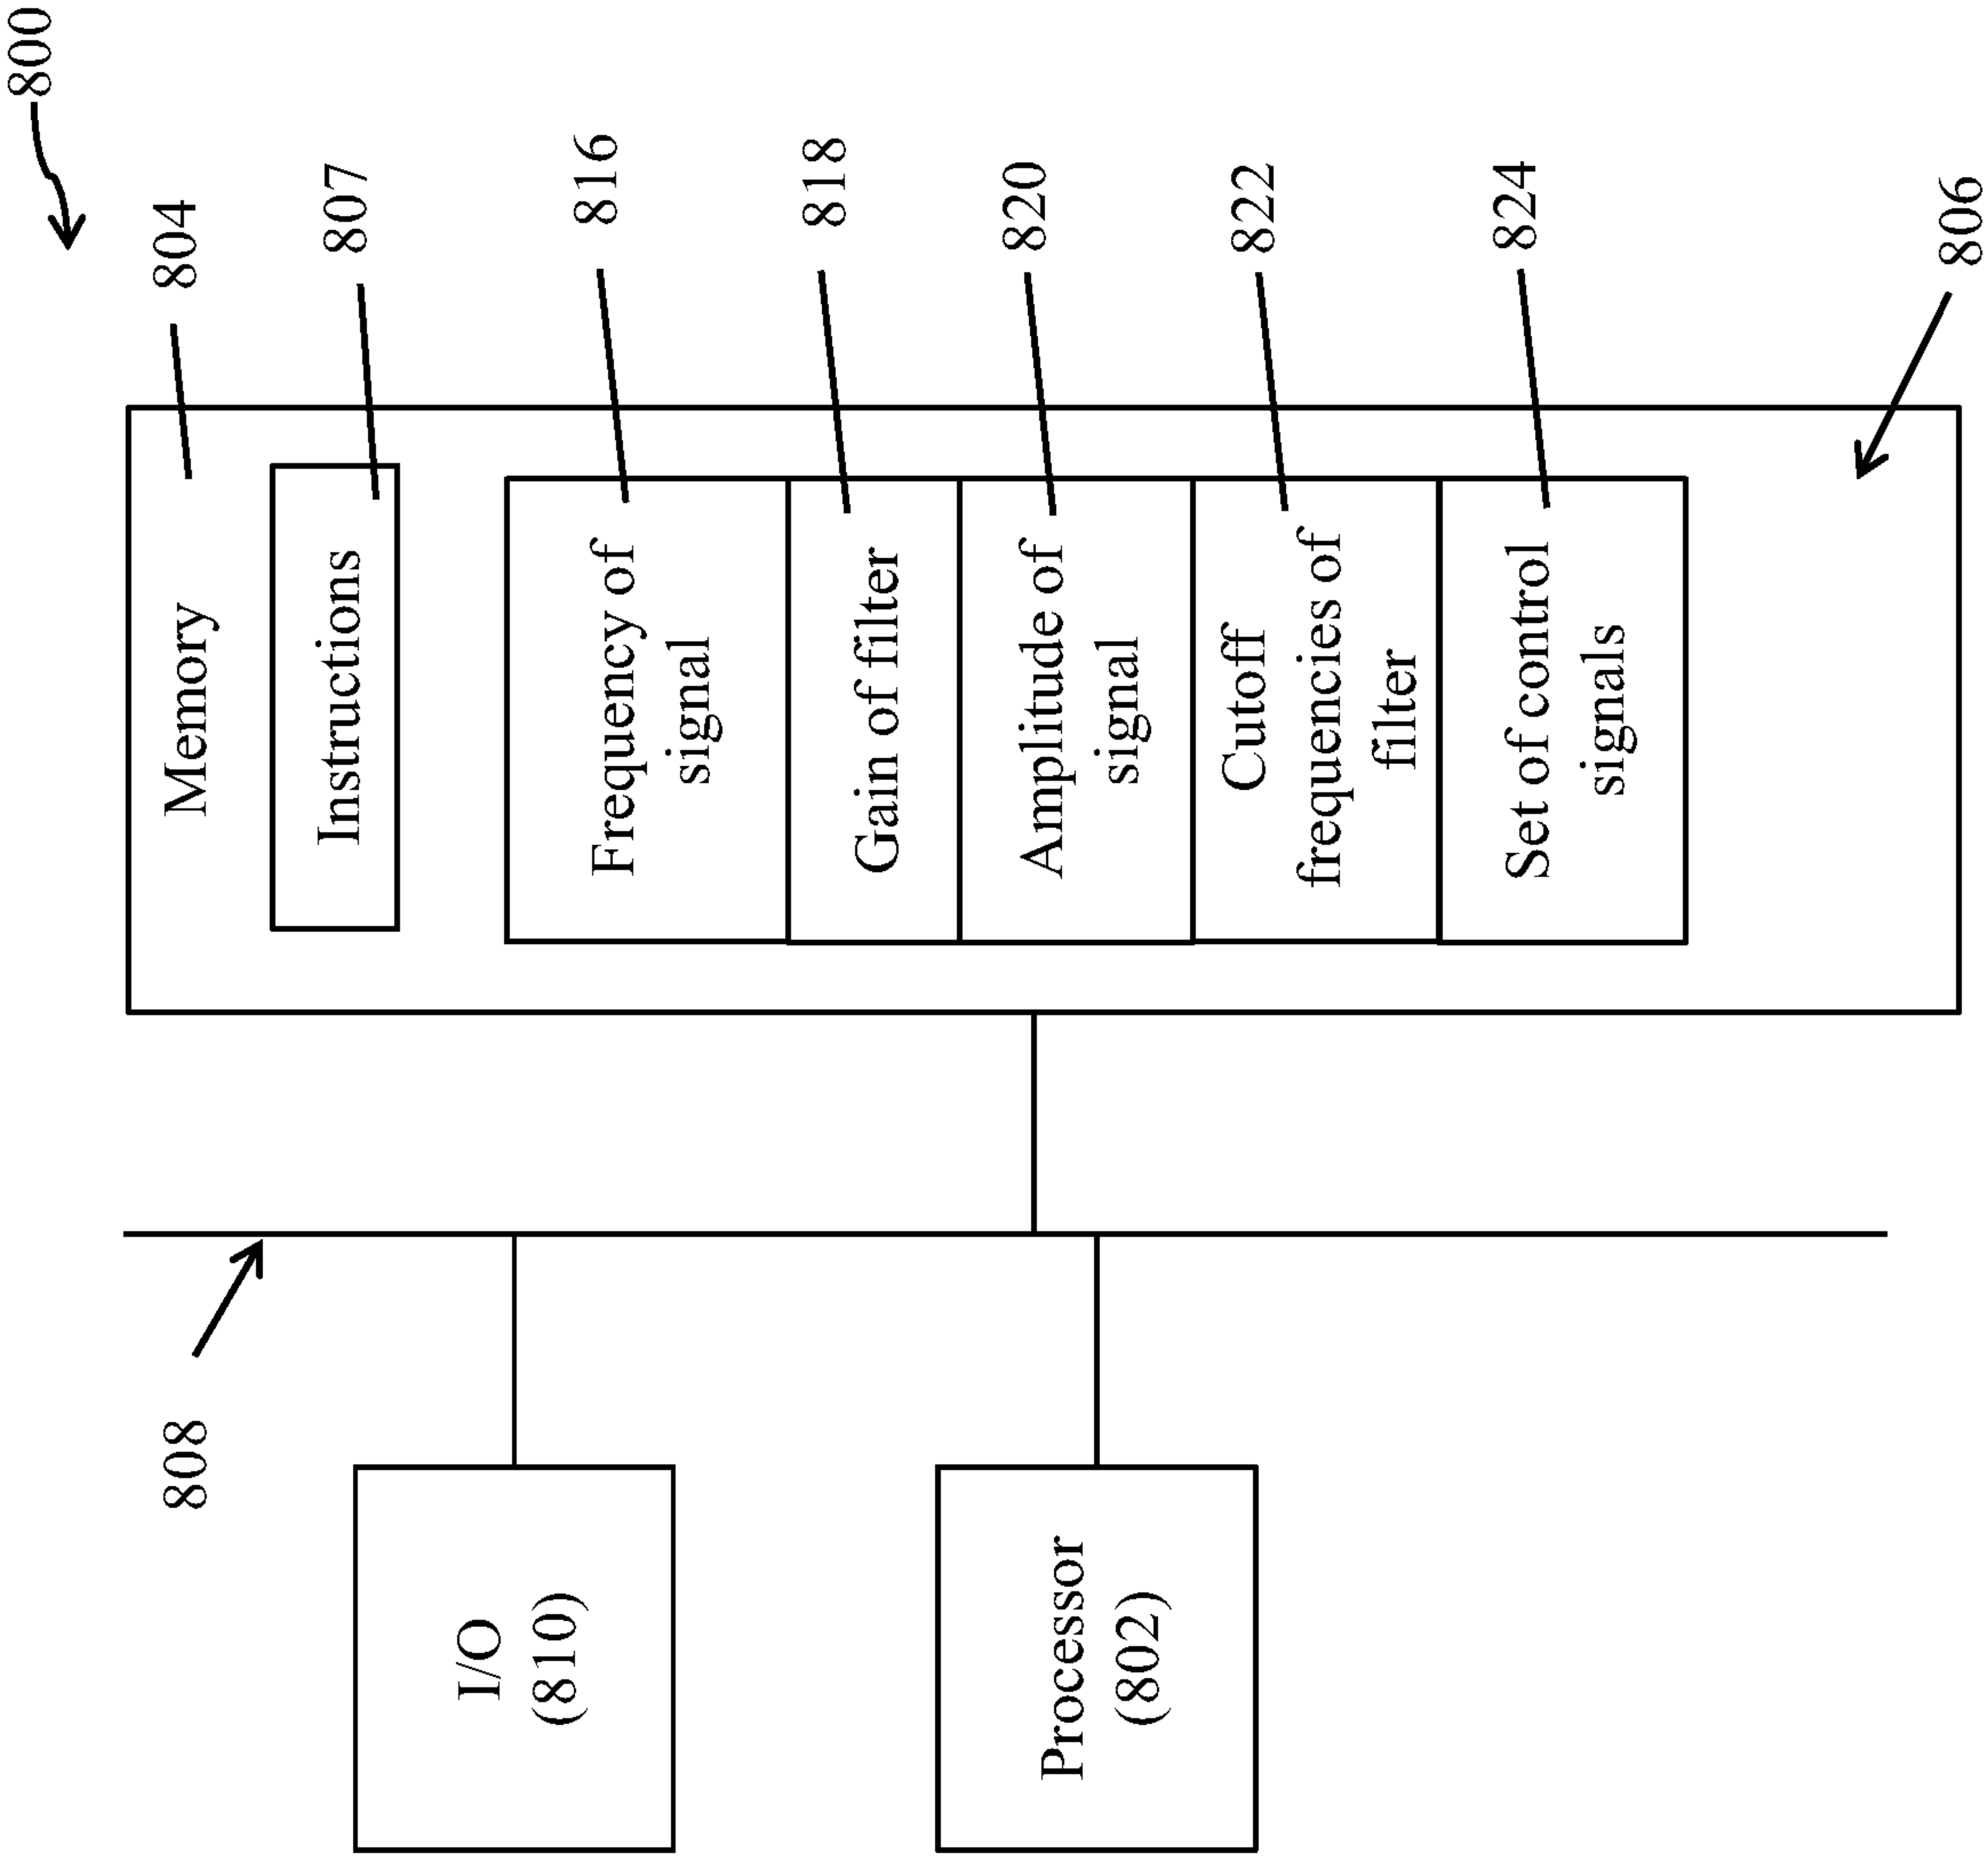 800
804
Memory
807
Instructions
816
Frequency of
signal
818
Gain of filter
820
Amplitude of
signal
822
Cutoff
frequencies of
filter
824
Set of control
signals
806
808
I/O
(810)
Processor
(802)